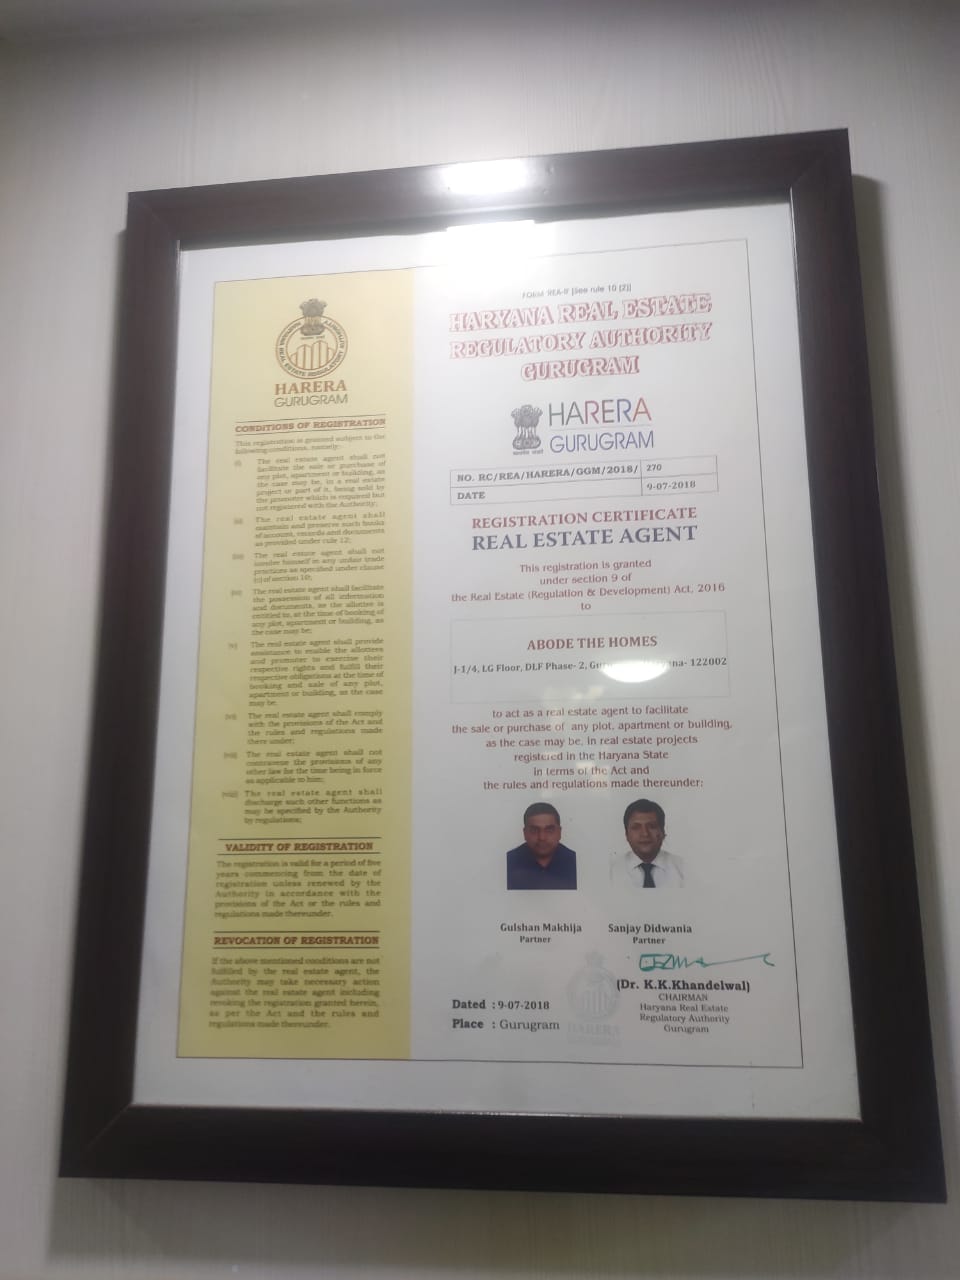 HARERA
GURUGRAM
CONDITIONS OF REGISTRATION
This registration is granted subject to the
following conditions, namely:-
(i) The real estate agent shall not
facilitate the sale or purchase of
any plot, apartment or building, as
the case may be, in a real estate
project or part of it, being sold by
the promoter which is required but
not registered with the Authority;
(ii) The real estate agent shall
maintain and preserve such books
of account, records and documents
as provided under rule 12;
(iii) The real estate agent shall not
involve himself in any unfair trade
practices as specified under clause
(c) of section 10;
(iv) The real estate agent shall facilitate
the possession of all information
and documents, as the allottee is
entitled to, at the time of booking of
any plot, apartment or building, as
the case may be;
(v) The real estate agent shall provide
assistance to enable the allottees
and promoter to exercise their
respective rights and fulfill their
respective obligations at the time of
booking and sale of any plot,
apartment or building, as the case
may be.
(vi) The real estate agent shall comply
with the provisions of the Act and
the rules and regulations made
there under;
(vii) The real estate agent shall not
contravene the provisions of any
other law for the time being in force
as applicable to him;
(viii) The real estate agent shall
discharge such other functions as
may be specified by the Authority
by regulations;
VALIDITY OF REGISTRATION
The registration is valid for a period of five
years commencing from the date of
registration unless renewed by the
Authority in accordance with the
provisions of the Act or the rules and
regulations made thereunder.
REVOCATION OF REGISTRATION
If the above mentioned conditions are not
fulfilled by the real estate agent, the
Authority may take necessary action
against the real estate agent including
revoking the registration granted herein,
as per the Act and the rules and
regulations made thereunder.
FORM 'REA-II' [See rule 10 (2)]
HARYANA REAL ESTATE
REGULATORY AUTHORITY
GURUGRAM
HARERA
GURUGRAM
NO. RC/REA/HARERA/GGM/2018/ 270
DATE 9-07-2018
REGISTRATION CERTIFICATE
REAL ESTATE AGENT
This registration is granted
under section 9 of
the Real Estate (Regulation & Development) Act, 2016
to
ABODE THE HOMES
J-1/4, LG Floor, DLF Phase- 2, 122002
to act as a real estate agent to facilitate
the sale or purchase of any plot, apartment or building,
as the case may be, in real estate projects
registered in the Haryana State
in terms of the Act and
the rules and regulations made thereunder:
Gulshan Makhija
Partner
Sanjay Didwania
Partner
(Dr. K.K.Khandelwal)
CHAIRMAN
Haryana Real Estate
Regulatory Authority
Gurugram
Dated : 9-07-2018
Place : Gurugram
HARERA